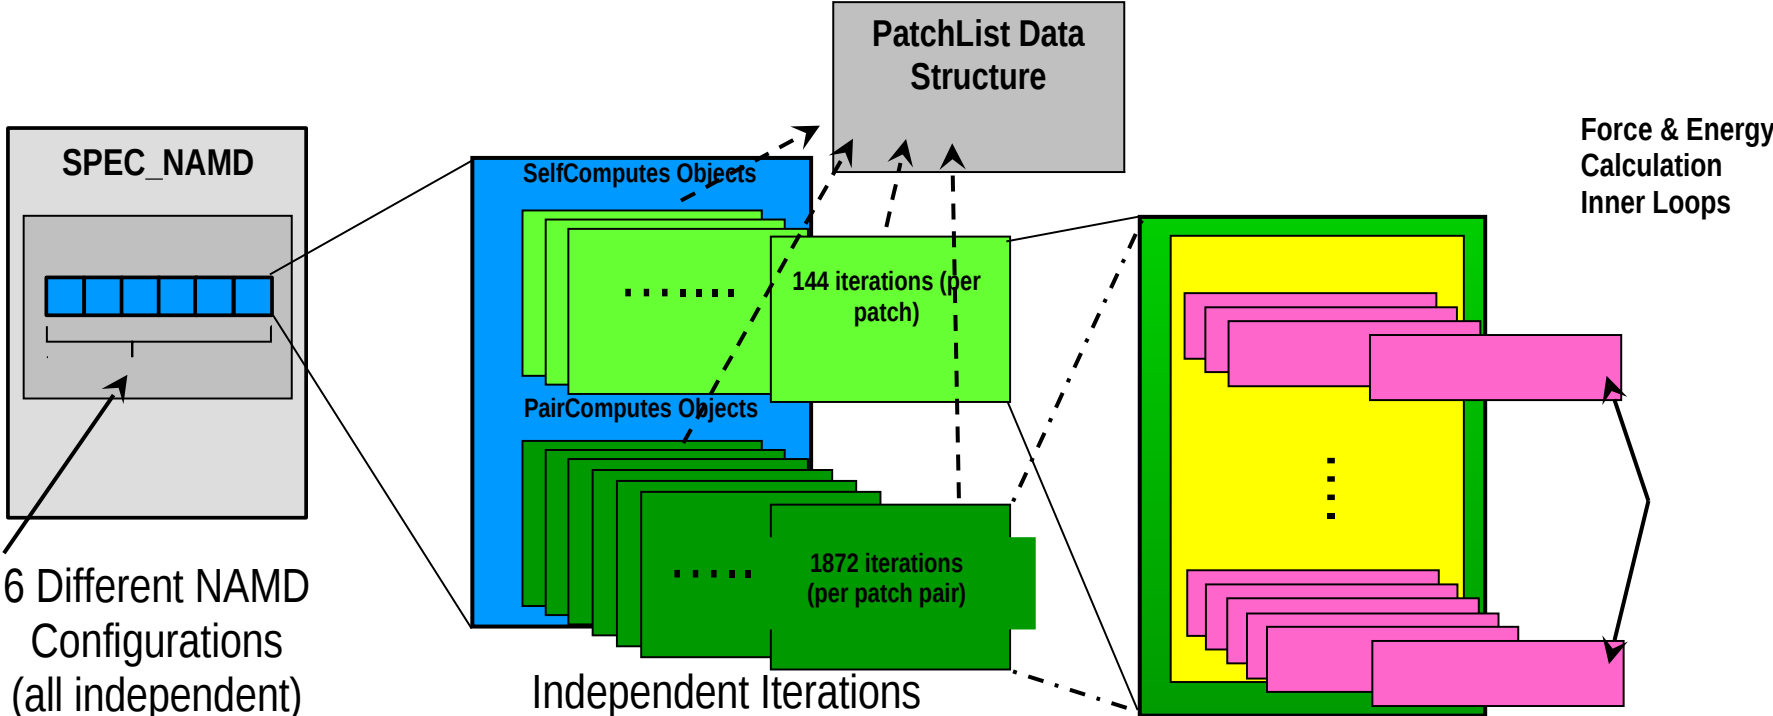 PatchList Data
Structure
Force & Energy
Calculation
Inner Loops
SPEC_NAMD
SelfComputes Objects
144 iterations (per
patch)
PairComputes Objects
1872 iterations
(per patch pair)
6 Different NAMD
Configurations
(all independent)
Independent Iterations